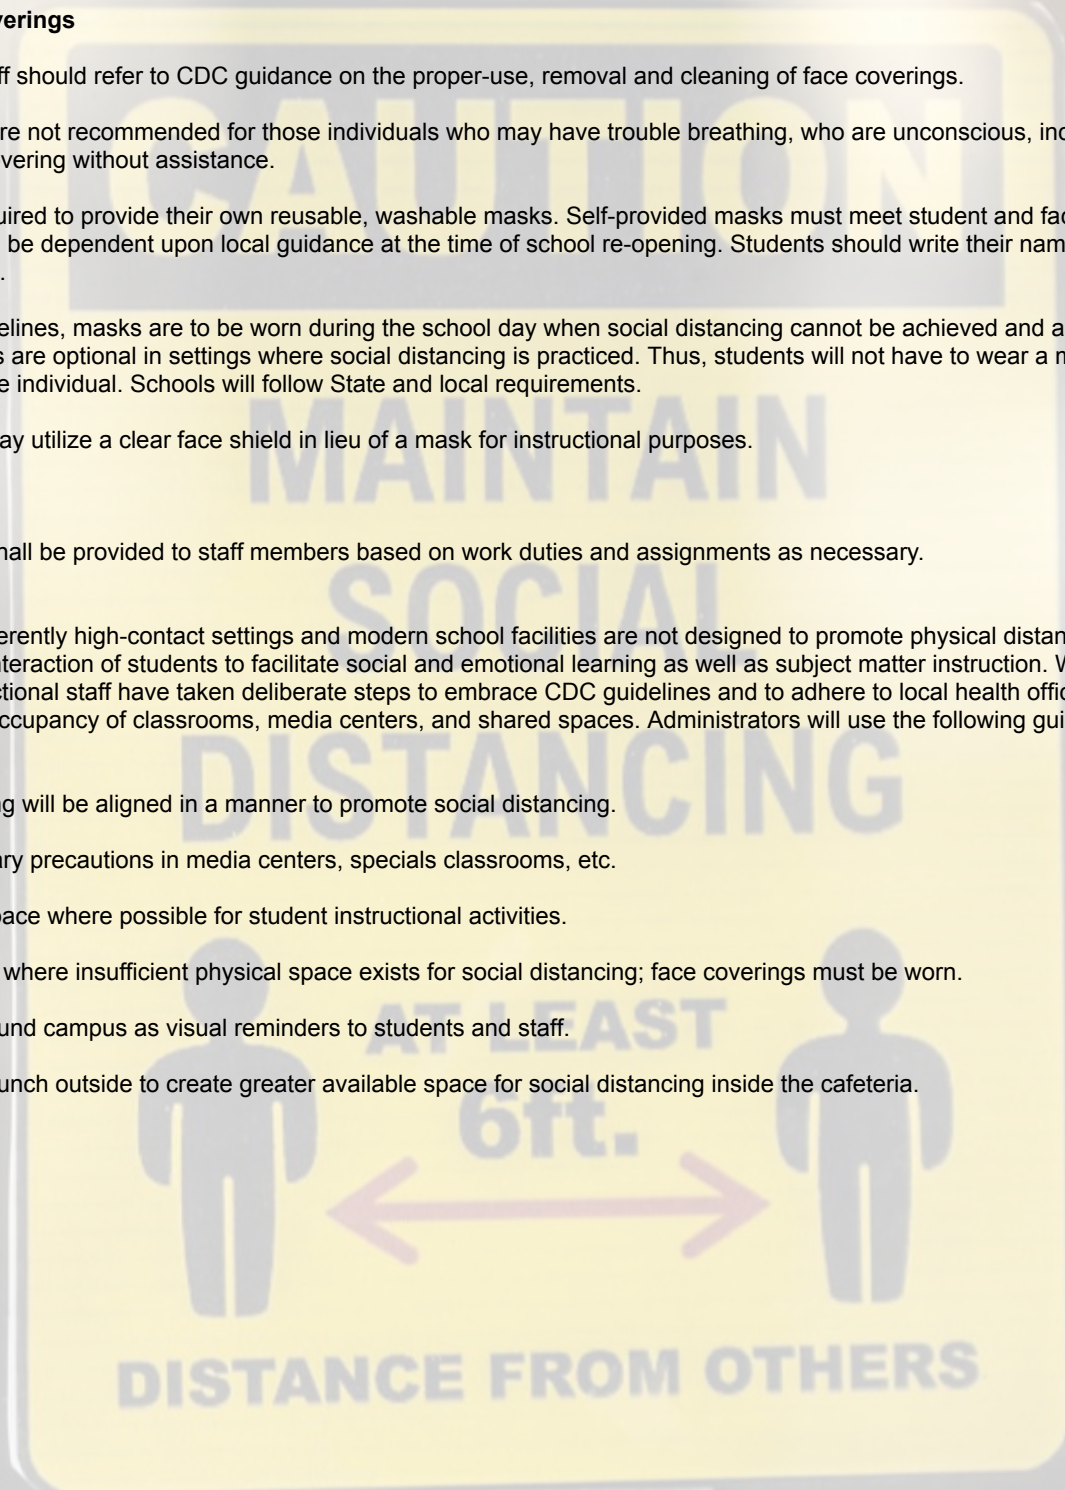 verings
ff should refer to CDC guidance on the proper-use, removal and cleaning of face coverings.
re not recommended for those individuals who may have trouble breathing, who are unconscious, inc
vering without assistance.
uired to provide their own reusable, washable masks. Self-provided masks must meet student and fac
be dependent upon local guidance at the time of school re-opening. Students should write their nam
.
elines, masks are to be worn during the school day when social distancing cannot be achieved and a
s are optional in settings where social distancing is practiced. Thus, students will not have to wear a m
e individual. Schools will follow State and local requirements.
ay utilize a clear face shield in lieu of a mask for instructional purposes.
hall be provided to staff members based on work duties and assignments as necessary.
erently high-contact settings and modern school facilities are not designed to promote physical distan
nteraction of students to facilitate social and emotional learning as well as subject matter instruction. W
ctional staff have taken deliberate steps to embrace CDC guidelines and to adhere to local health offic
occupancy of classrooms, media centers, and shared spaces. Administrators will use the following gui
ng will be aligned in a manner to promote social distancing.
ary precautions in media centers, specials classrooms, etc.
pace where possible for student instructional activities.
where insufficient physical space exists for social distancing; face coverings must be worn.
und campus as visual reminders to students and staff.
unch outside to create greater available space for social distancing inside the cafeteria.
CAUTION
MAINTAIN
SOCIAL
DISTANCING
AT LEAST
6ft.
DISTANCE FROM OTHERS